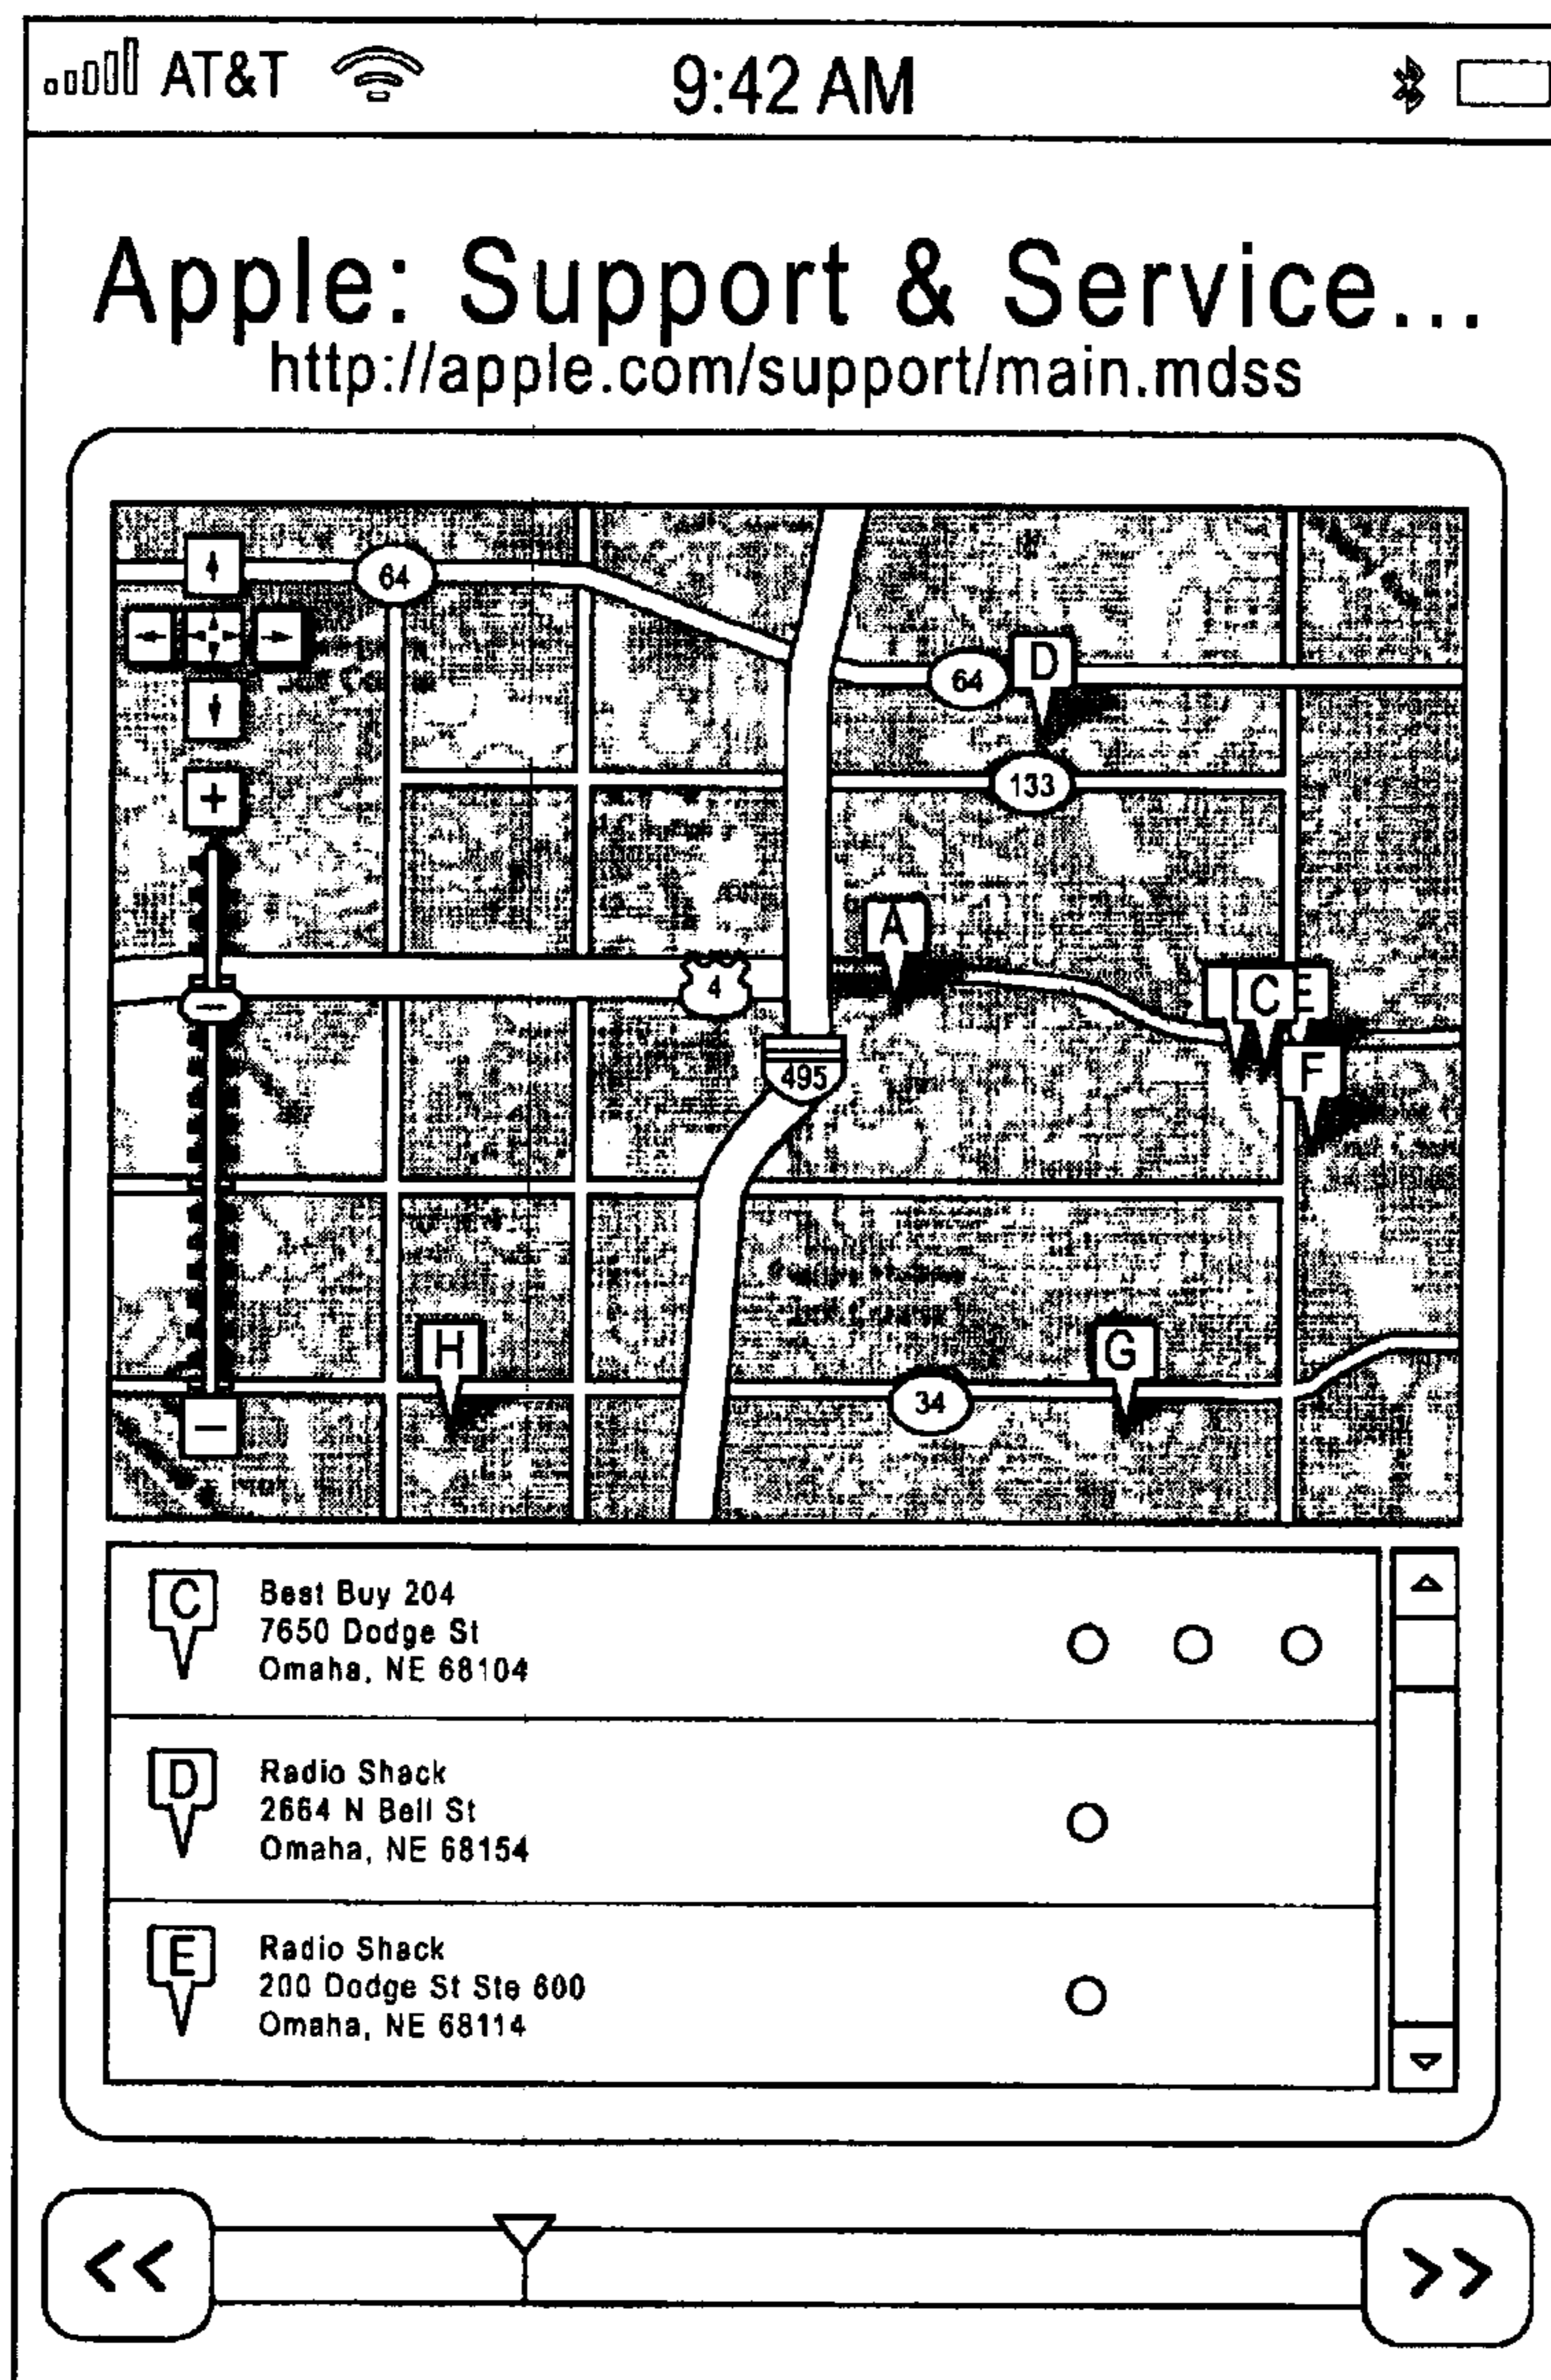 AT&T 9:42 AM
Apple: Support & Service...
http://apple.com/support/main.mdss
64
64
D
133
+
A
4
C E
495
F
H
G
34
−
C
Best Buy 204
7650 Dodge St
Omaha, NE 68104
D
Radio Shack
2664 N Bell St
Omaha, NE 68154
E
Radio Shack
200 Dodge St Ste 600
Omaha, NE 68114
<< >>